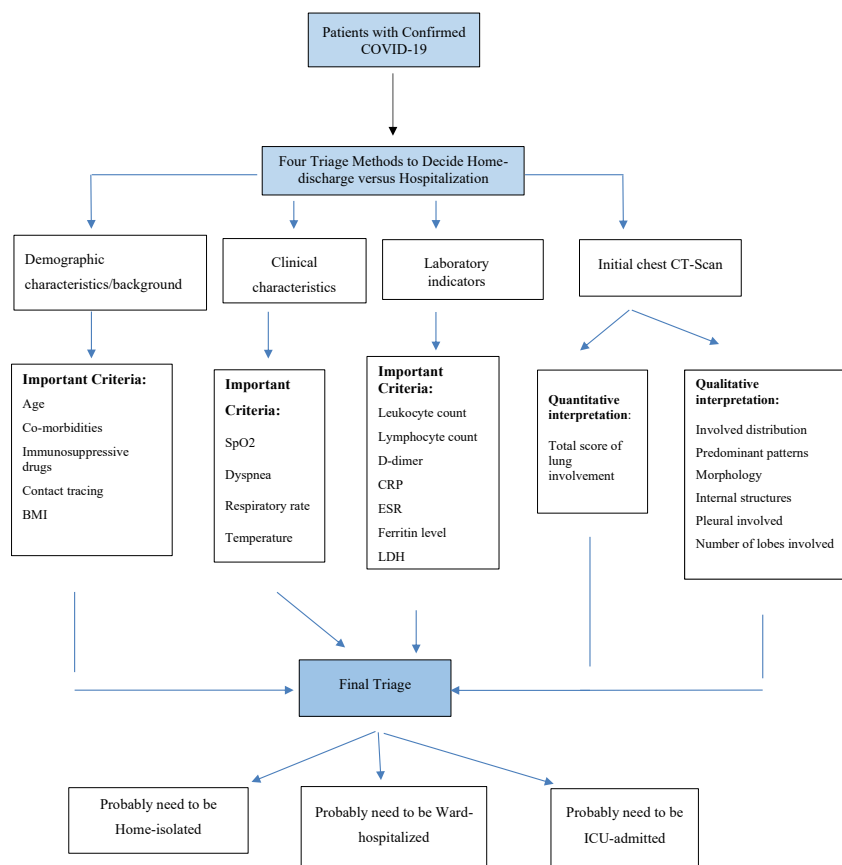 Patients with Confirmed
COVID-19
Four Triage Methods to Decide Home-
discharge versus Hospitalization
Demographic
characteristics/background
Clinical
characteristics
Laboratory
indicators
Initial chest CT-Scan
Important Criteria:
Age
Co-morbidities
Immunosuppressive
drugs
Contact tracing
BMI
Important
Criteria:
SpO2
Dyspnea
Respiratory rate
Temperature
Important
Criteria:
Leukocyte count
Lymphocyte count
D-dimer
CRP
ESR
Ferritin level
LDH
Quantitative
interpretation:
Total score of
lung
involvement
Qualitative
interpretation:
Involved distribution
Predominant patterns
Morphology
Internal structures
Pleural involved
Number of lobes involved
Final Triage
Probably need to be
Home-isolated
Probably need to be Ward-
hospitalized
Probably need to be
ICU-admitted